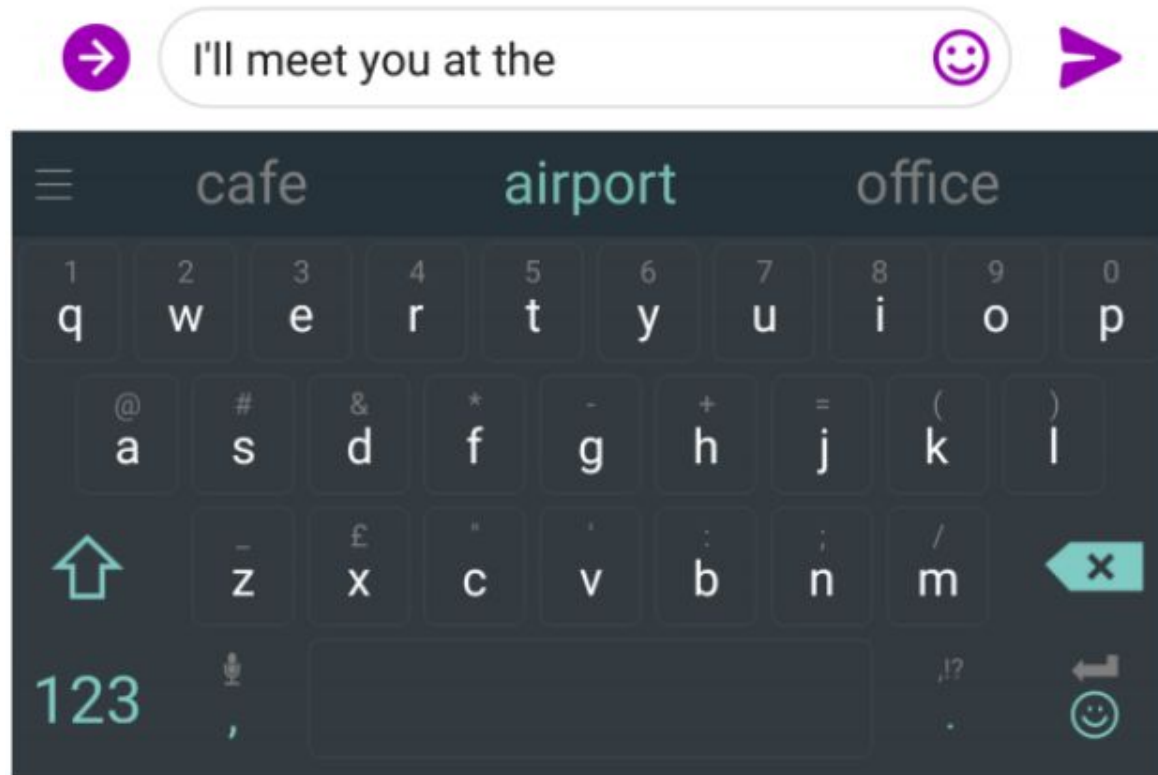 I'll meet you at the
cafe airport office
1 2 3 4 5 6 7 8 9 0
q w e r t y u i o p
@ # & * - + = ( )
a s d f g h j k l
_ £ " ' : ; /
z x c v b n m
,!?
123 , .